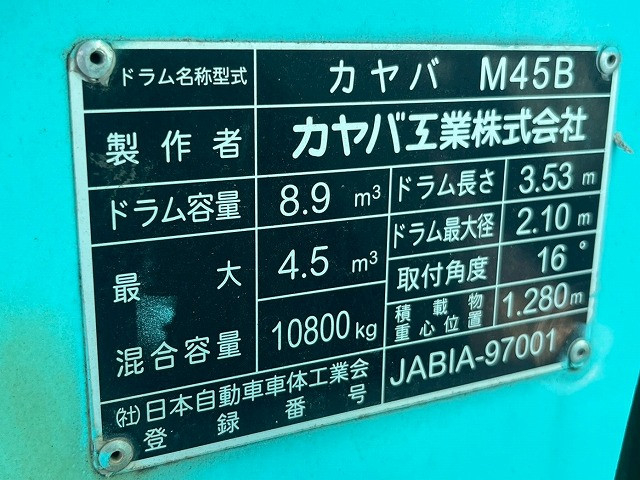 ドラム名称型式 カヤバ M45B
製作者 カヤバ工業株式会社
ドラム容量 8.9 m³ ドラム長さ 3.53 m
ドラム最大径 2.10 m
最大 4.5 m³ 取付角度 16°
混合容量 10800kg 積載物
重心位置 1.280m
(社)日本自動車車体工業会 JABIA-97001
登録番号